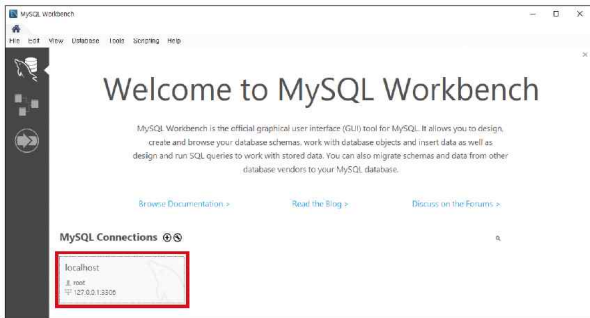 MySQL Workbench
File Edit View Database Tools Scripting Help
Welcome to MySQL Workbench
MySQL Workbench is the official graphical user interface (GUI) tool for MySQL. It allows you to design,
create and browse your database schemas, work with database objects and insert data as well as
design and run SQL queries to work with stored data. You can also migrate schemas and data from other
database vendors to your MySQL database.
Browse Documentation > Read the Blog > Discuss on the Forums >
MySQL Connections
localhost
root
127.0.0.1:3306